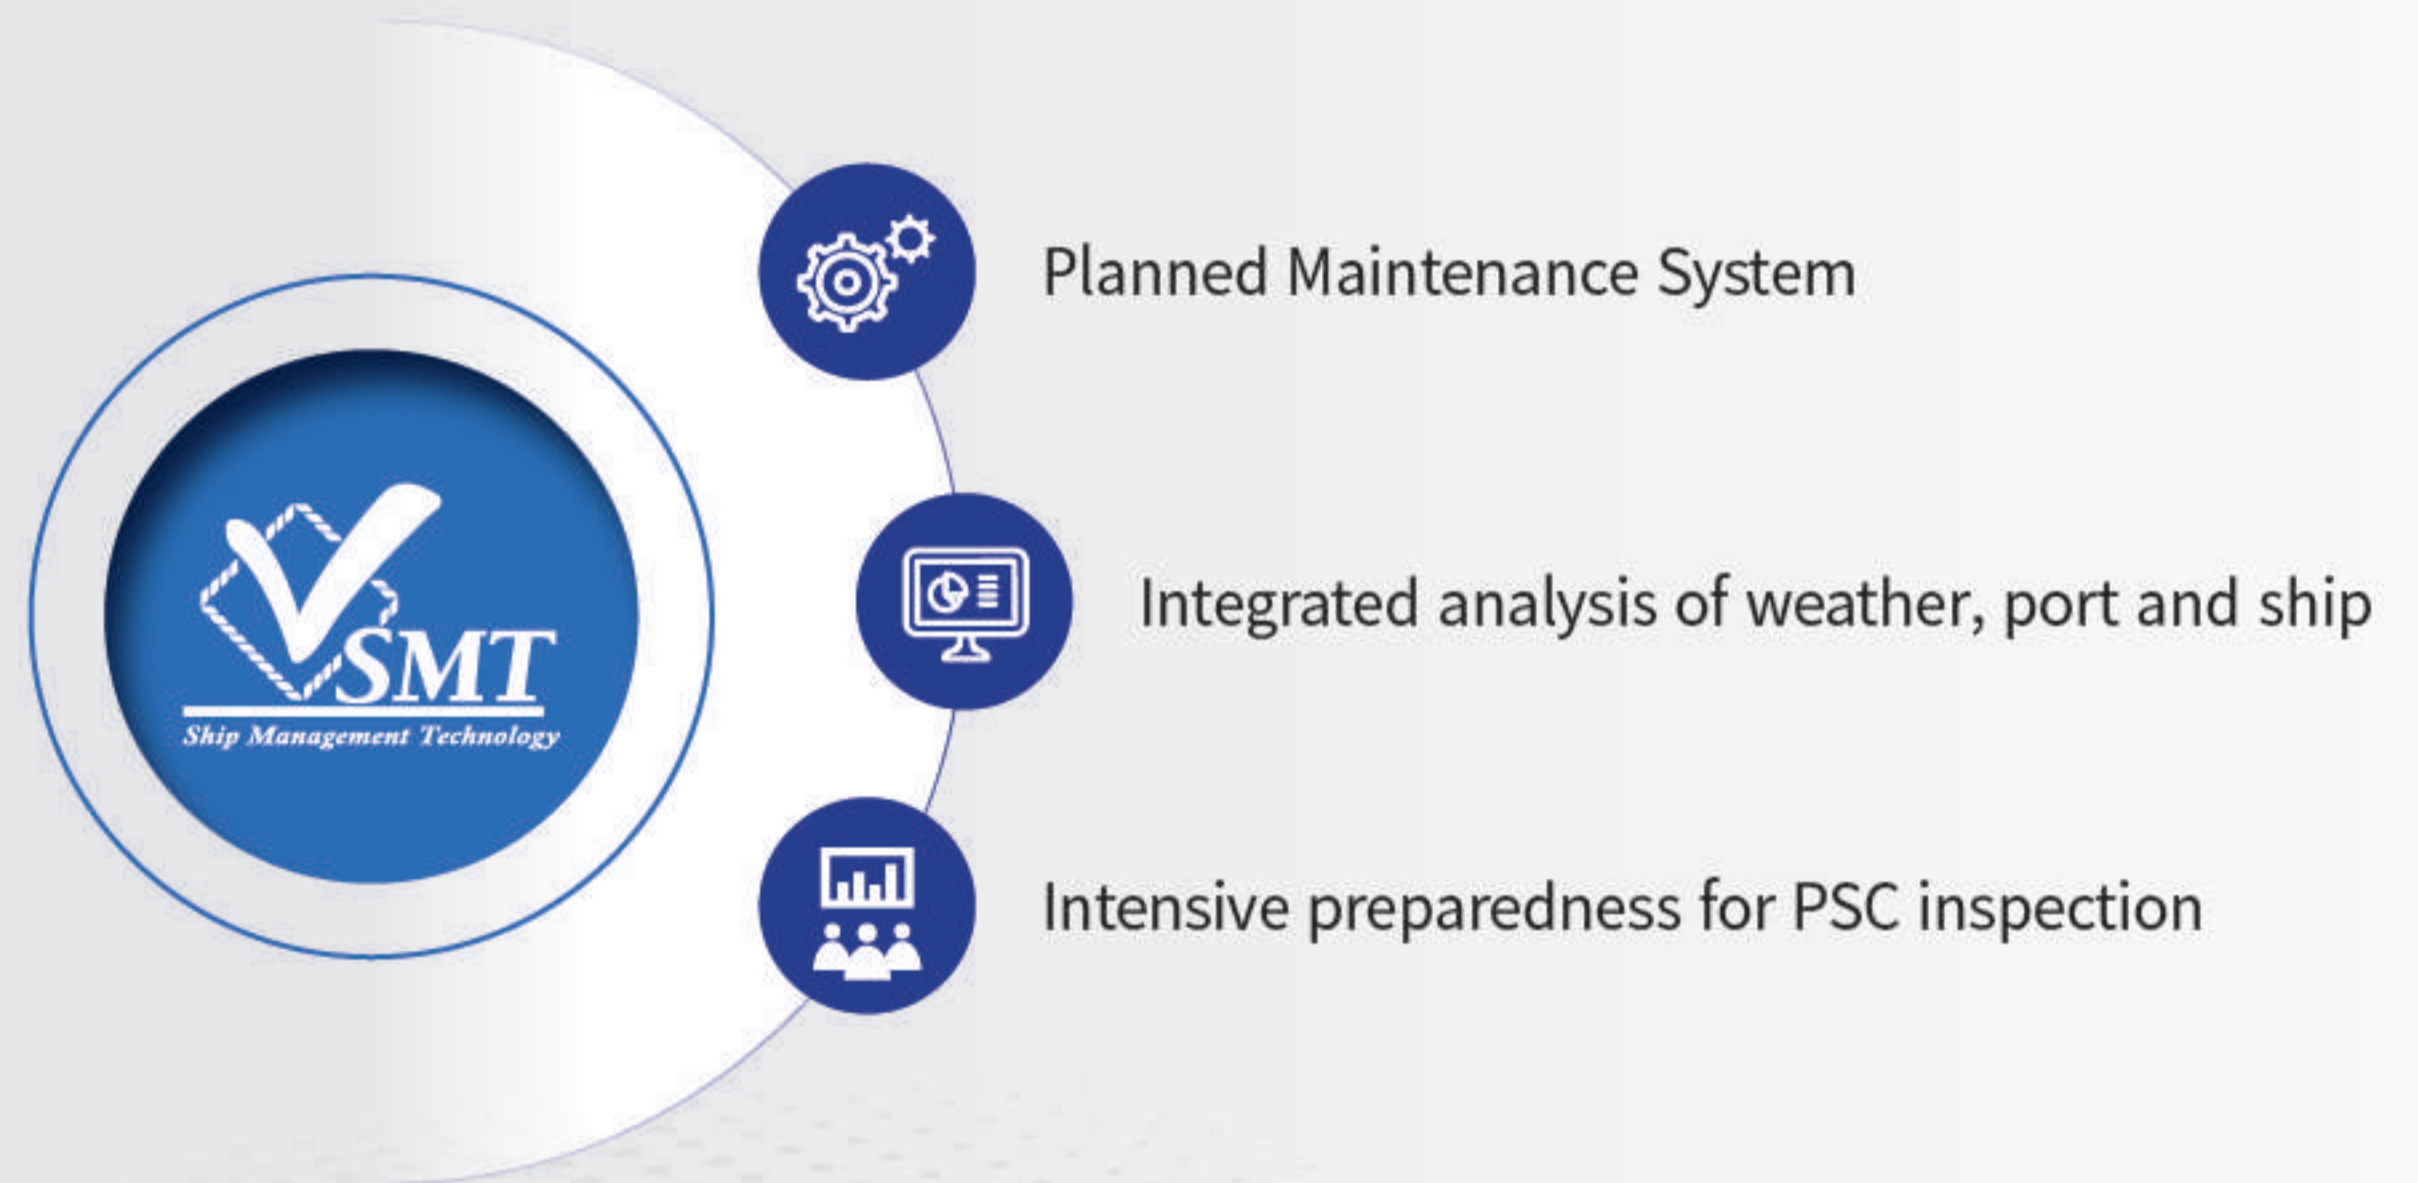 Planned Maintenance System
Integrated analysis of weather, port and ship
SMT
Ship Management Technology
Intensive preparedness for PSC inspection